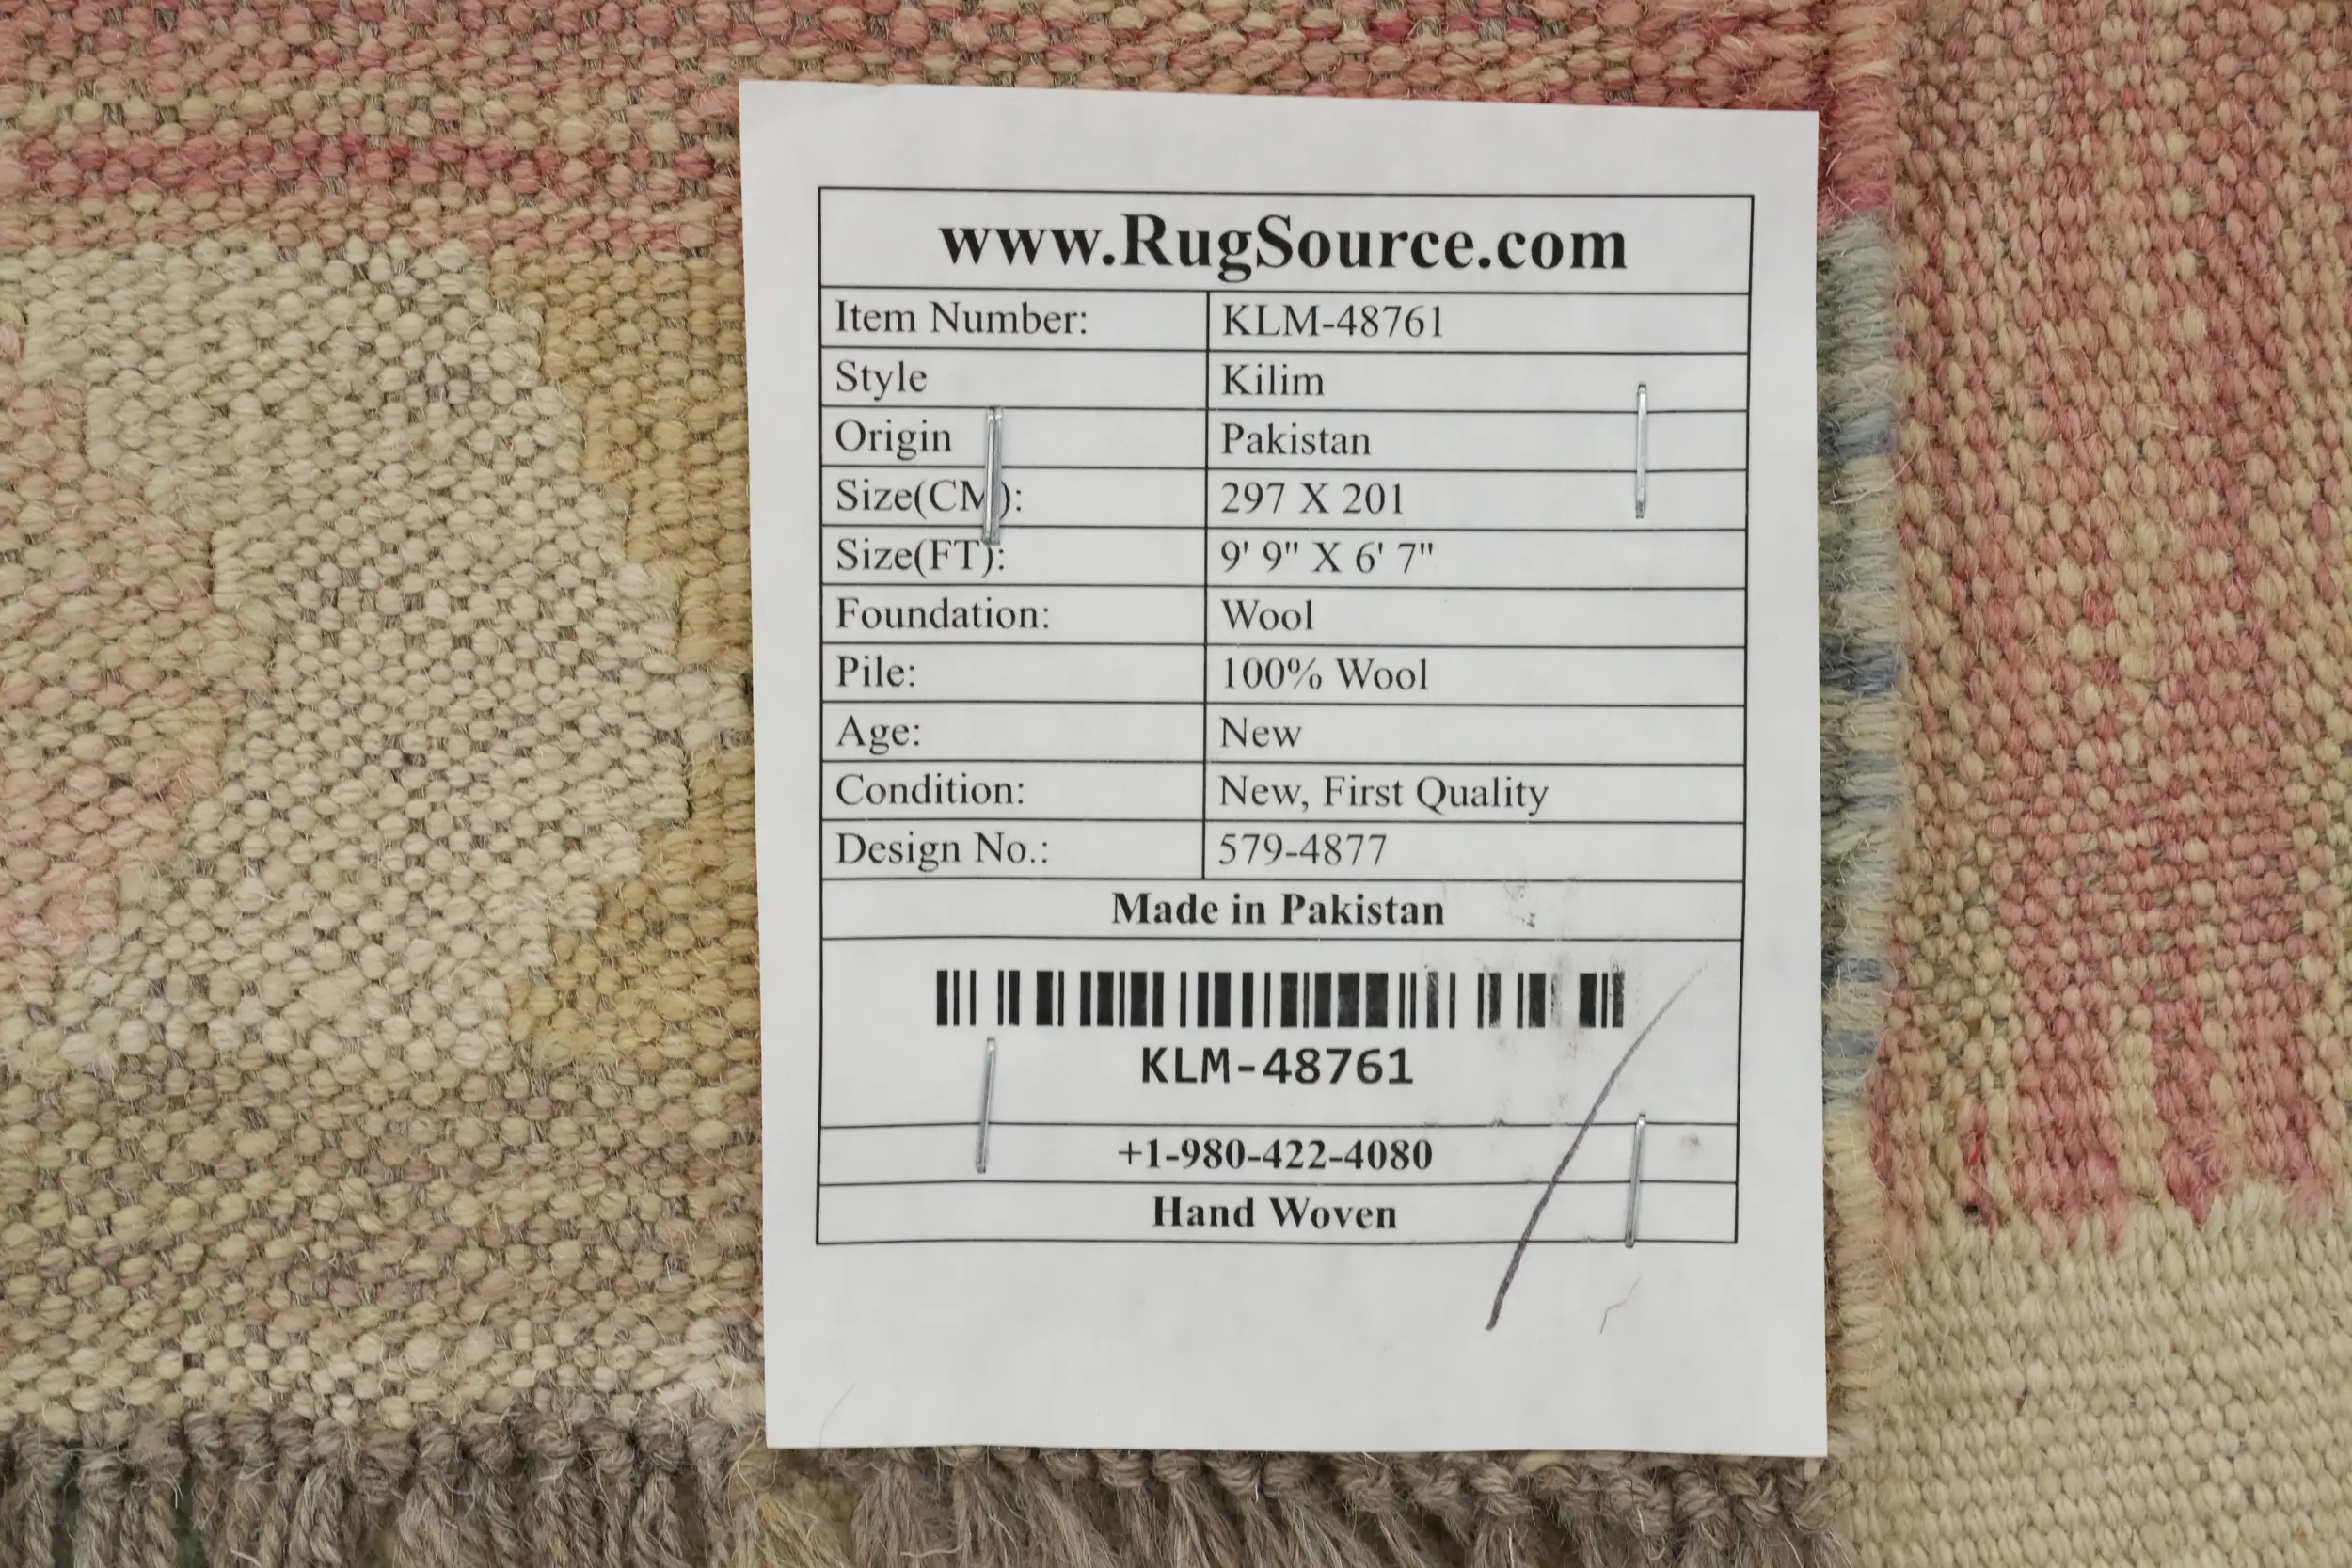 www.RugSource.com
Item Number: KLM-48761
Style Kilim
Origin Pakistan
Size(CM): 297 X 201
Size(FT): 9' 9" X 6' 7"
Foundation: Wool
Pile: 100% Wool
Age: New
Condition: New, First Quality
Design No.: 579-4877
Made in Pakistan
KLM-48761
+1-980-422-4080
Hand Woven